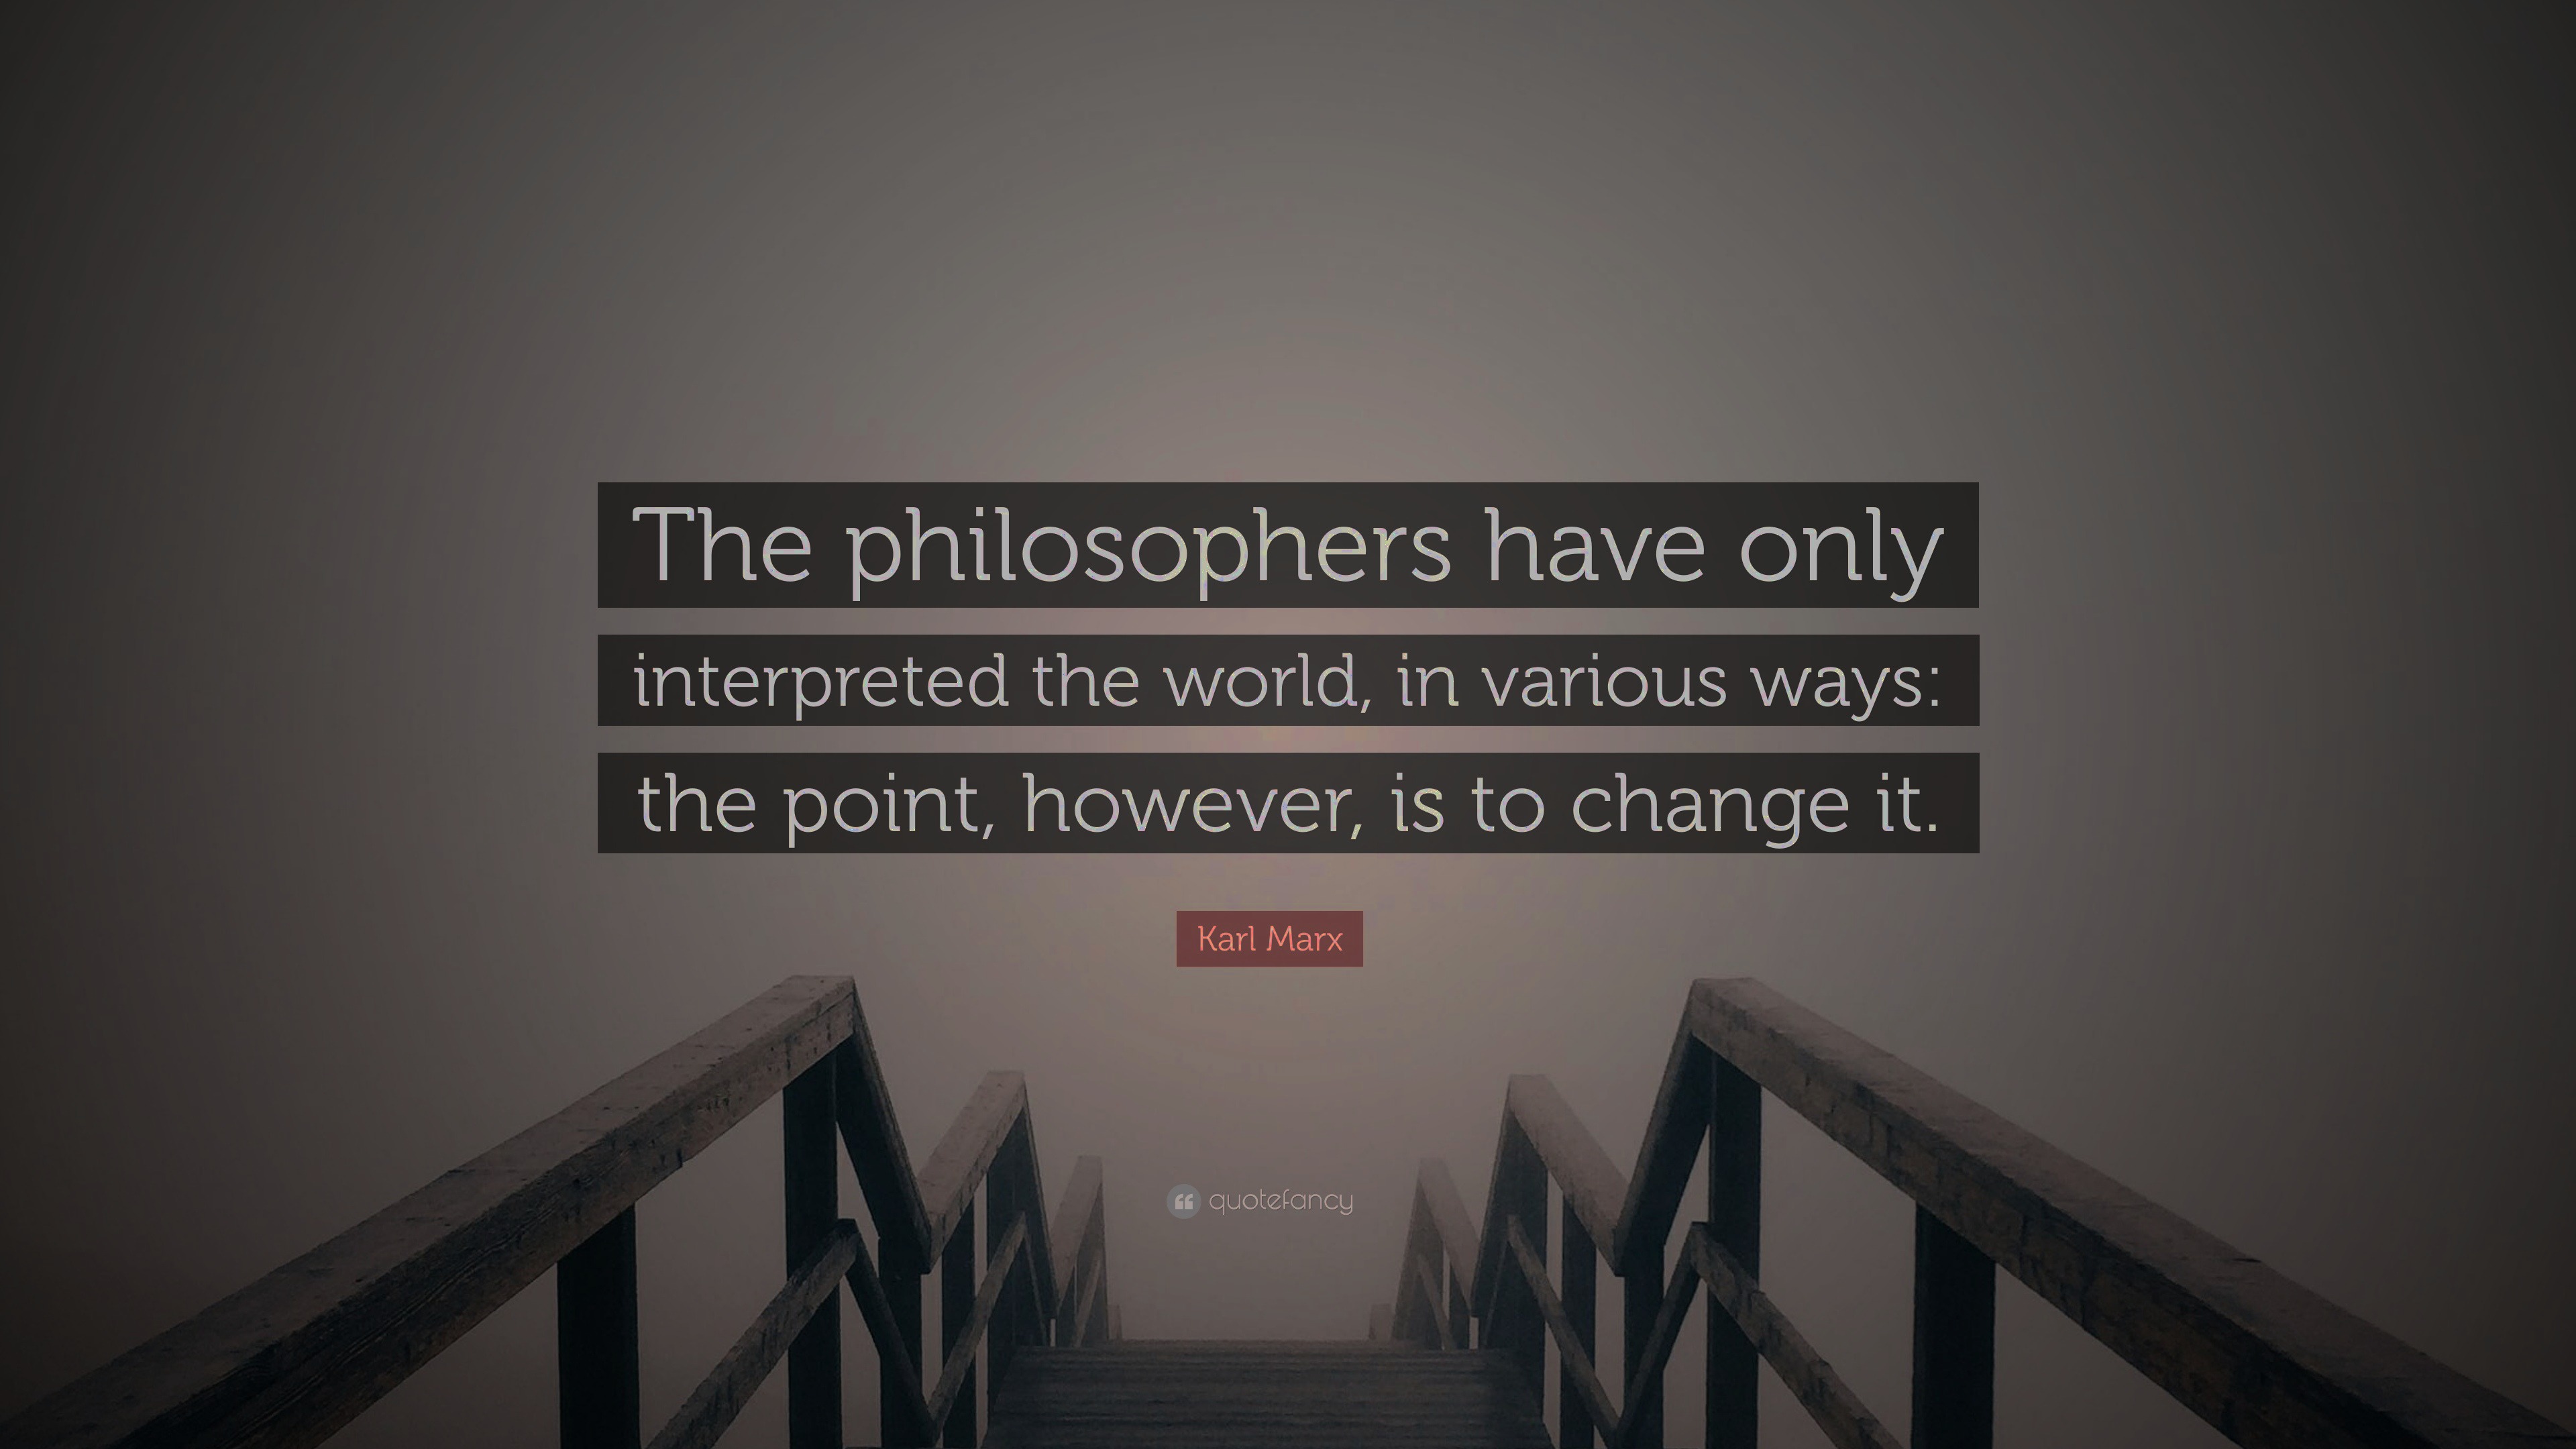 The philosophers have only
interpreted the world, in various ways:
the point, however, is to change it.
Karl Marx
quotefancy